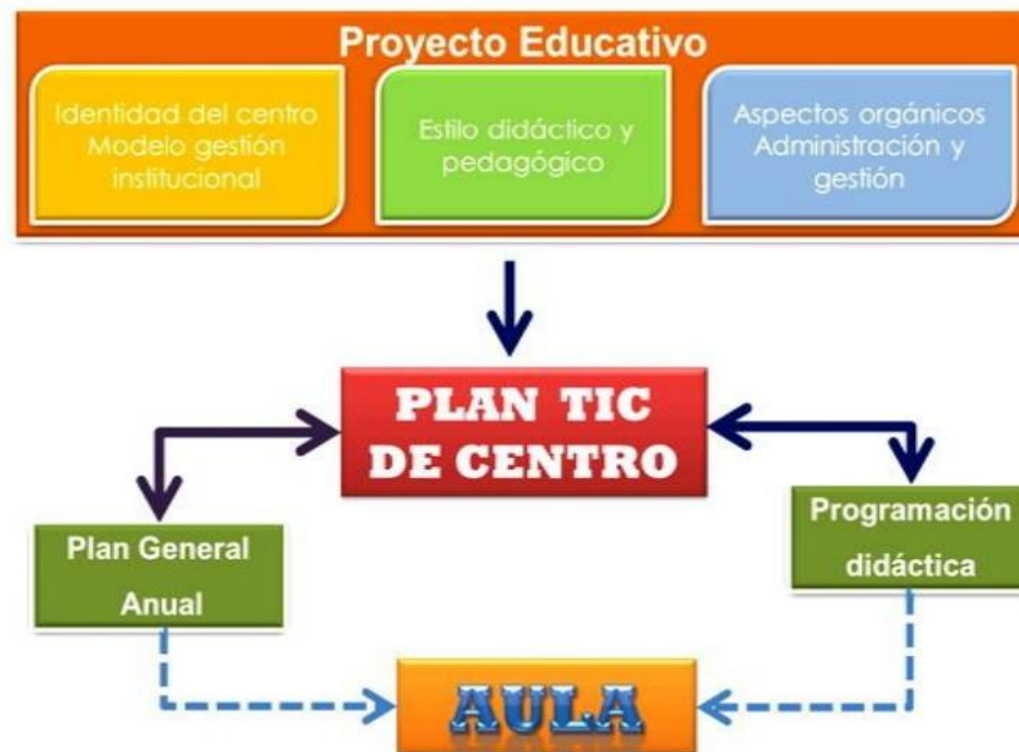 Proyecto Educativo
Identidad del centro
Modelo gestión
institucional
Estilo didáctico y
pedagógico
Aspectos orgánicos
Administración y
gestión
PLAN TIC
DE CENTRO
Plan General
Anual
Programación
didáctica
AULA